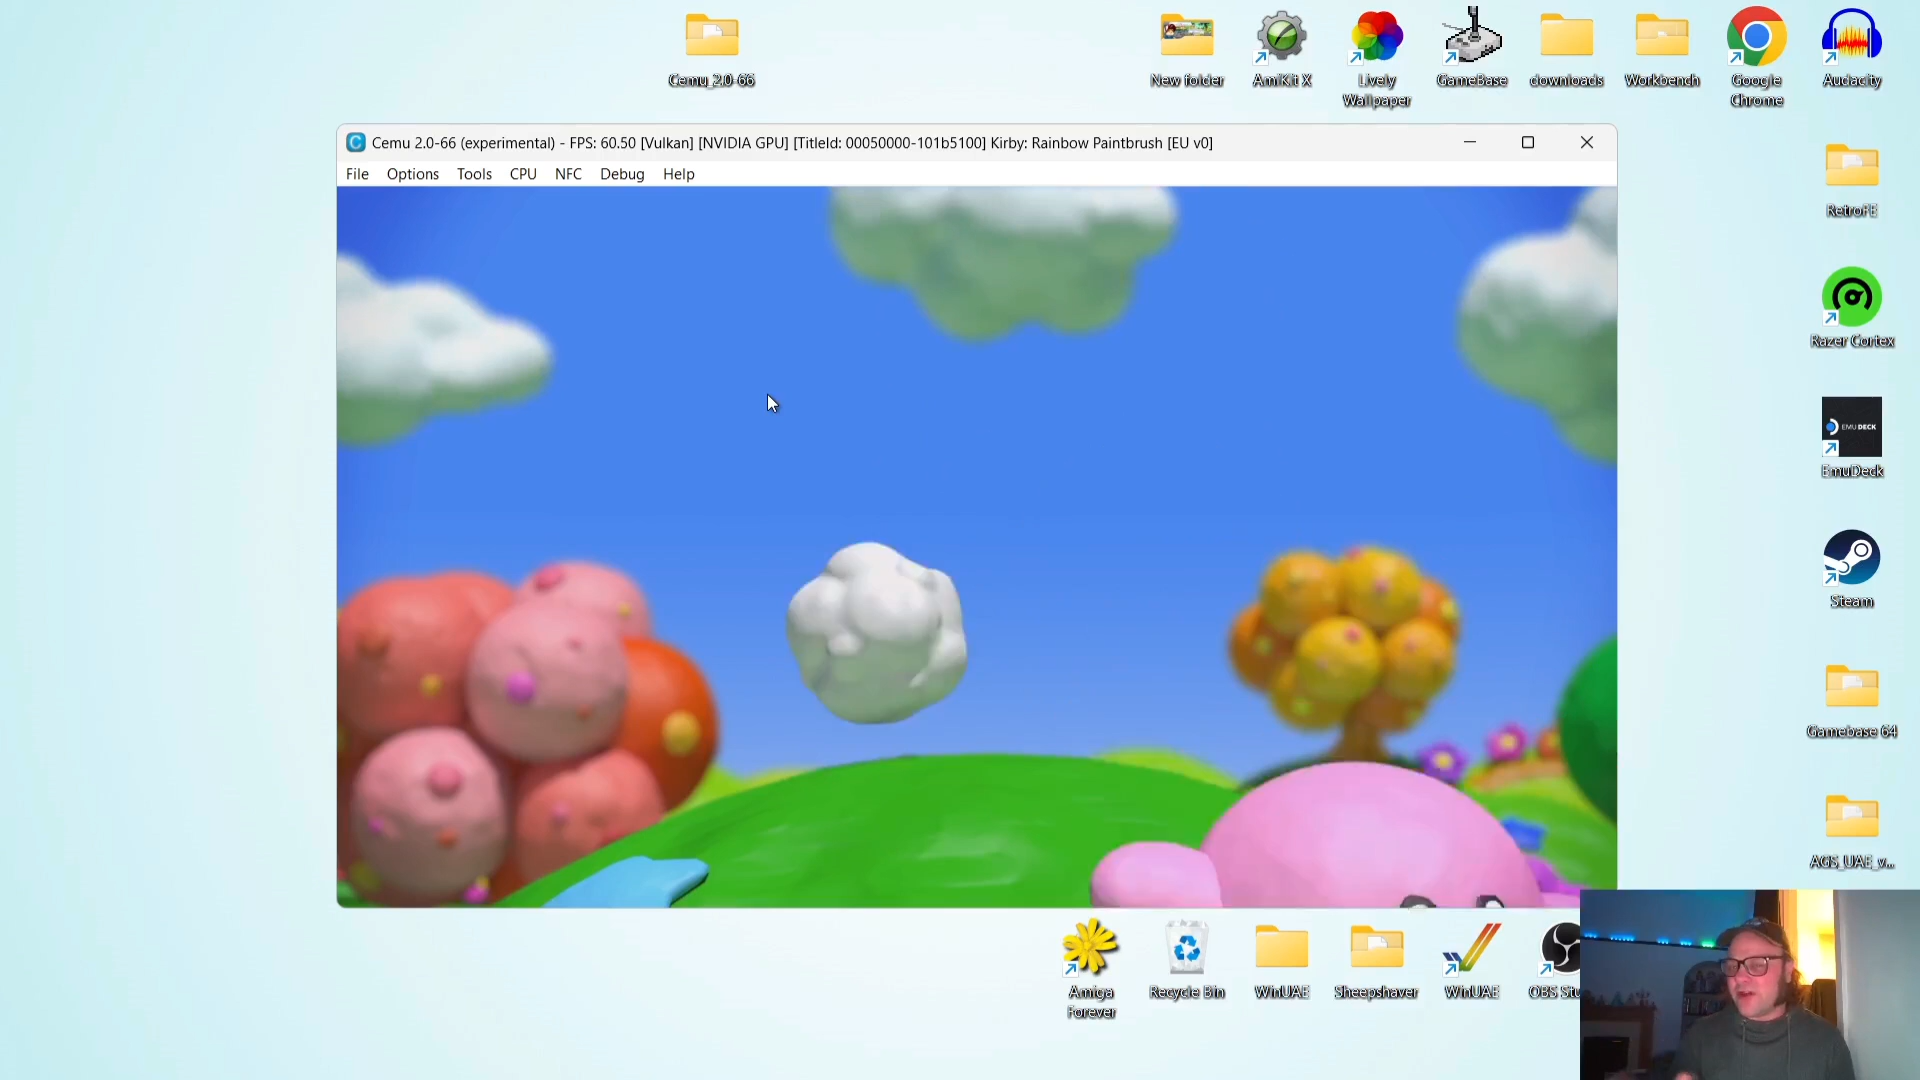 Cemu_2.0-66
New folder
AmiKit X
Lively
Wallpaper
GameBase
downloads
Workbench
Google
Chrome
Audacity
Cemu 2.0-66 (experimental) - FPS: 60.50 [Vulkan] [NVIDIA GPU] [TitleId: 00050000-101b5100] Kirby: Rainbow Paintbrush [EU v0]
File Options Tools CPU NFC Debug Help
RetroFE
Razer Cortex
EMU DECK
EmuDeck
Steam
Gamebase 64
AGS_UAE_v...
Amiga
Forever
Recycle Bin
WinUAE
Sheepshaver
WinUAE
OBS Stu